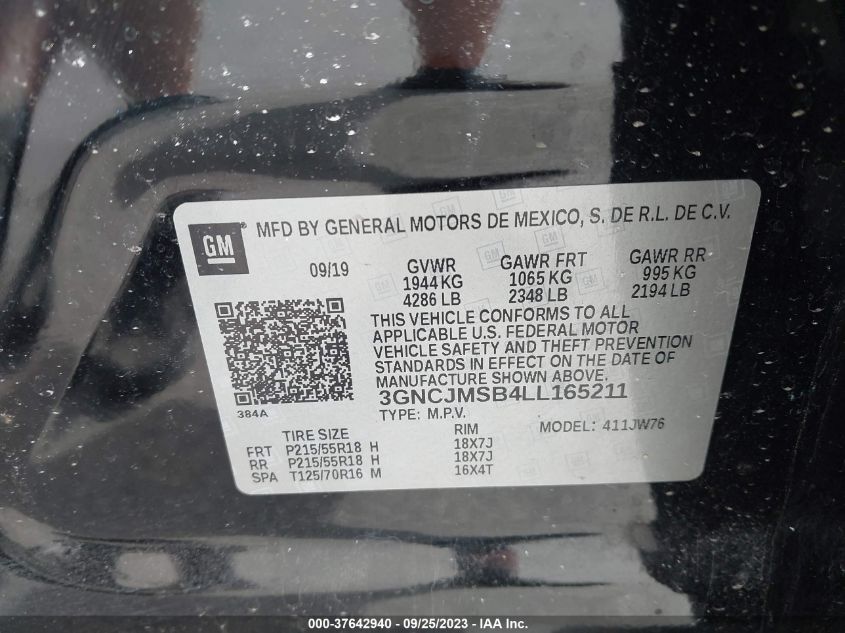 GM
MFD BY GENERAL MOTORS DE MEXICO, S. DE R.L. DE C.V.
09/19
GVWR GAWR FRT GAWR RR
1944 KG 1065 KG 995 KG
4286 LB 2348 LB 2194 LB
THIS VEHICLE CONFORMS TO ALL
APPLICABLE U.S. FEDERAL MOTOR
VEHICLE SAFETY AND THEFT PREVENTION
STANDARDS IN EFFECT ON THE DATE OF
MANUFACTURE SHOWN ABOVE.
384A
3GNCJMSB4LL165211
TYPE: M.P.V.
MODEL: 411JW76
TIRE SIZE RIM
FRT P215/55R18 H 18X7J
RR P215/55R18 H 18X7J
SPA T125/70R16 M 16X4T
000-37642940 - 09/25/2023 - IAA Inc.